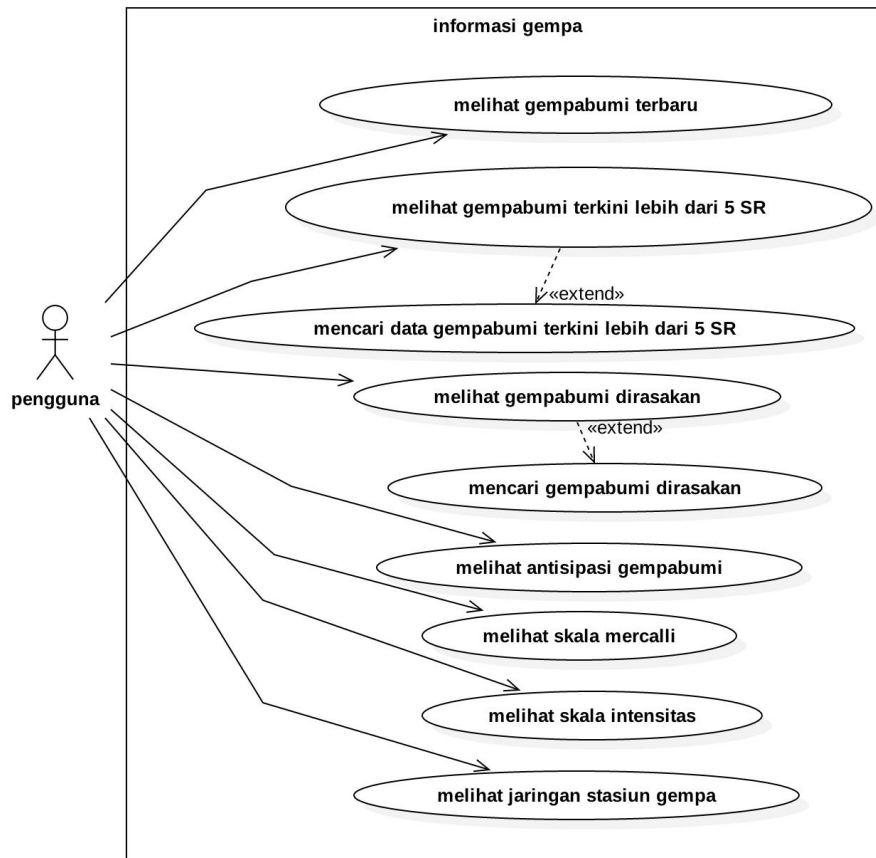 informasi gempa
melihat gempabumi terbaru
melihat gempabumi terkini lebih dari 5 SR
«extend»
mencari data gempabumi terkini lebih dari 5 SR
pengguna
melihat gempabumi dirasakan
«extend»
mencari gempabumi dirasakan
melihat antisipasi gempabumi
melihat skala mercalli
melihat skala intensitas
melihat jaringan stasiun gempa